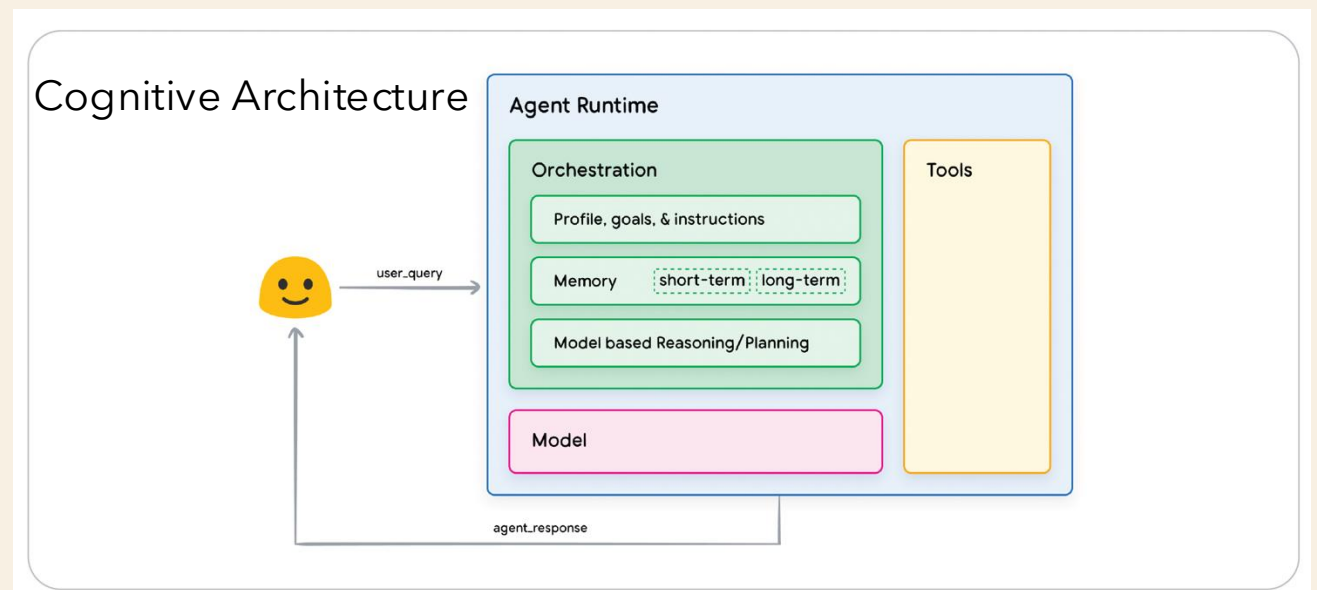 Cognitive Architecture
Agent Runtime
Orchestration
Tools
Profile, goals, & instructions
Memory short-term long-term
user_query
Model based Reasoning/Planning
Model
agent_response